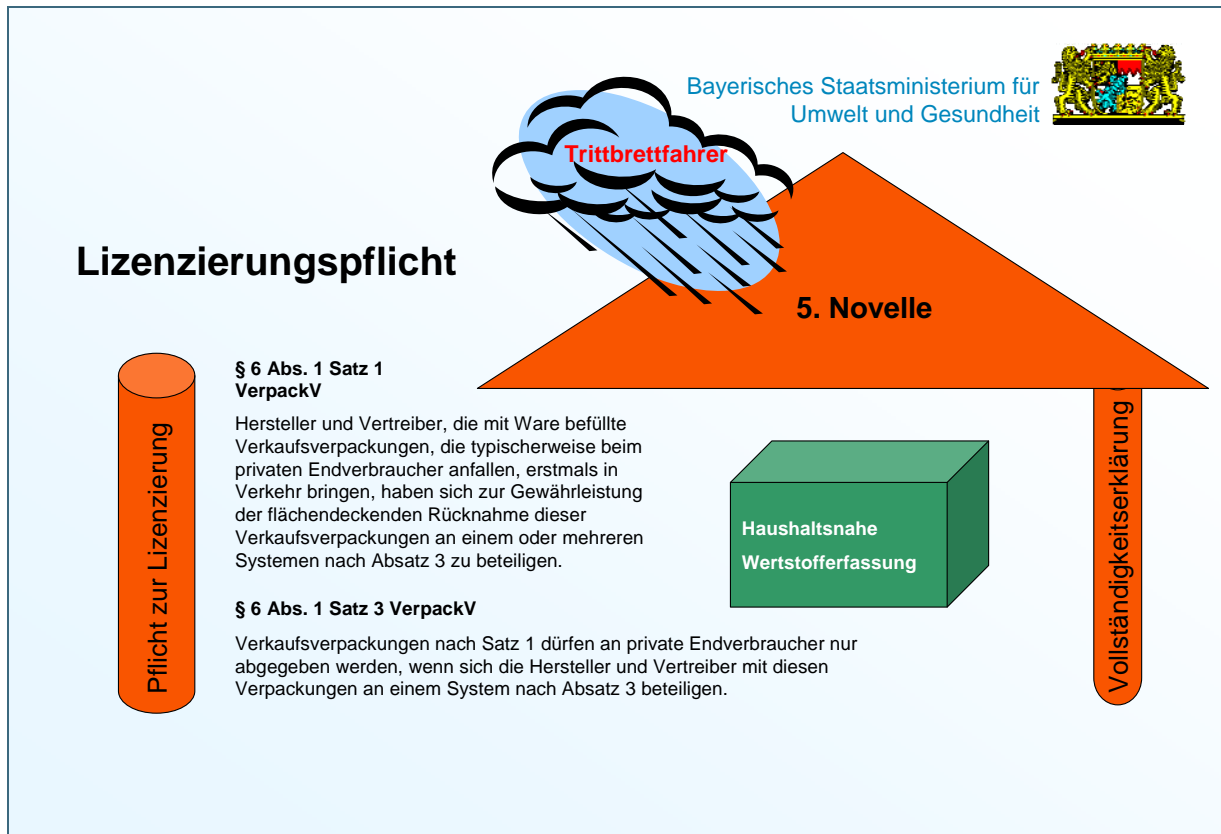 Bayerisches Staatsministerium für
Umwelt und Gesundheit
Trittbrettfahrer
Lizenzierungspflicht
5. Novelle
Pflicht zur Lizenzierung
§ 6 Abs. 1 Satz 1
VerpackV
Hersteller und Vertreiber, die mit Ware befüllte
Verkaufsverpackungen, die typischerweise beim
privaten Endverbraucher anfallen, erstmals in
Verkehr bringen, haben sich zur Gewährleistung
der flächendeckenden Rücknahme dieser
Verkaufsverpackungen an einem oder mehreren
Systemen nach Absatz 3 zu beteiligen.
§ 6 Abs. 1 Satz 3 VerpackV
Verkaufsverpackungen nach Satz 1 dürfen an private Endverbraucher nur
abgegeben werden, wenn sich die Hersteller und Vertreiber mit diesen
Verpackungen an einem System nach Absatz 3 beteiligen.
Haushaltsnahe
Wertstofferfassung
Vollständigkeitserklärung